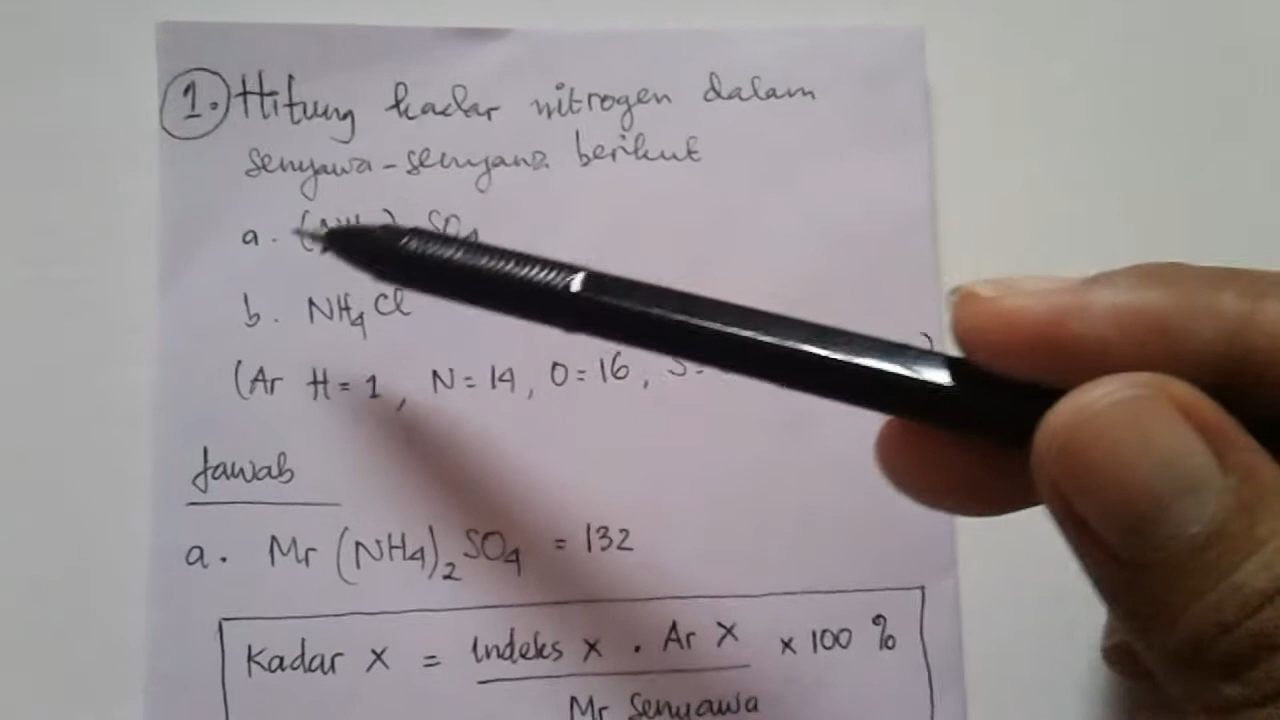 1. Hitung kadar nitrogen dalam
senyawa-senyawa berikut
a. SO4
b. NH4Cl
(Ar H = 1, N = 14, O = 16, S )
Jawab
a. Mr (NH4)2SO4 = 132
Kadar X = Indeks X . Ar X x 100 %
Mr Senyawa